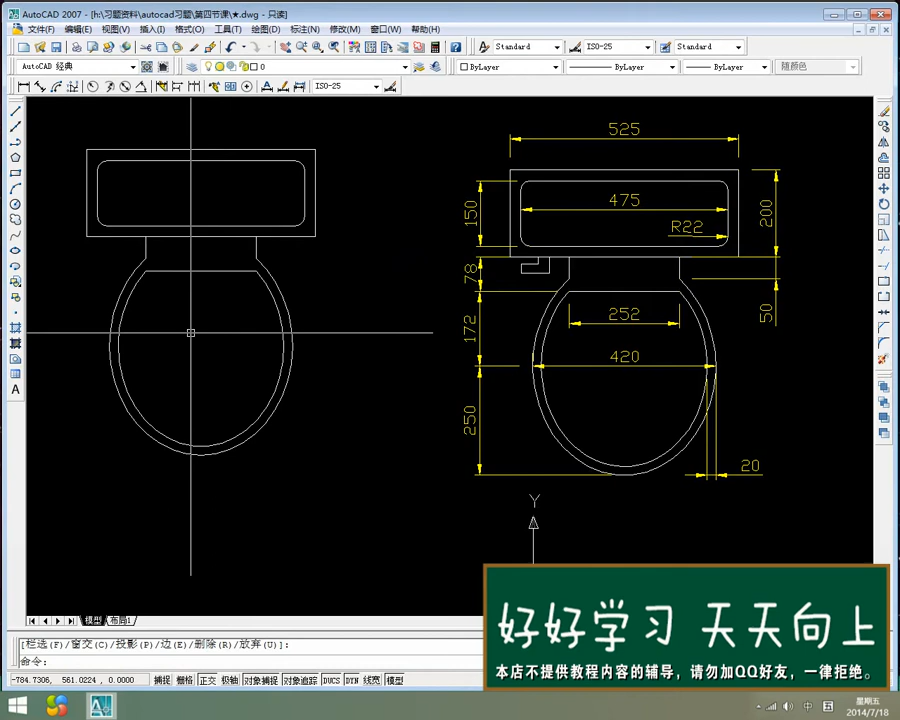 AutoCAD 2007 - [h:\习题资料\autocad习题\第四节课\★.dwg - 只读]
文件(F) 编辑(E) 视图(V) 插入(I) 格式(O) 工具(T) 绘图(D) 标注(N) 修改(M) 窗口(W) 帮助(H)
Standard ISO-25 Standard
AutoCAD 经典 0 ByLayer ByLayer ByLayer 随颜色
ISO-25
525
475
150
200
R22
78
50
252
172
420
250
20
Y
模型 布局1
[栏选(F)/窗交(C)/投影(P)/边(E)/删除(R)/放弃(U)]:
命令:
-784.7306, 561.0224, 0.0000 捕捉 栅格 正交 极轴 对象捕捉 对象追踪 DUCS DYN 线宽 模型
好好学习 天天向上
本店不提供教程内容的辅导，请勿加QQ好友，一律拒绝。
中 五 星期五
2014/7/18